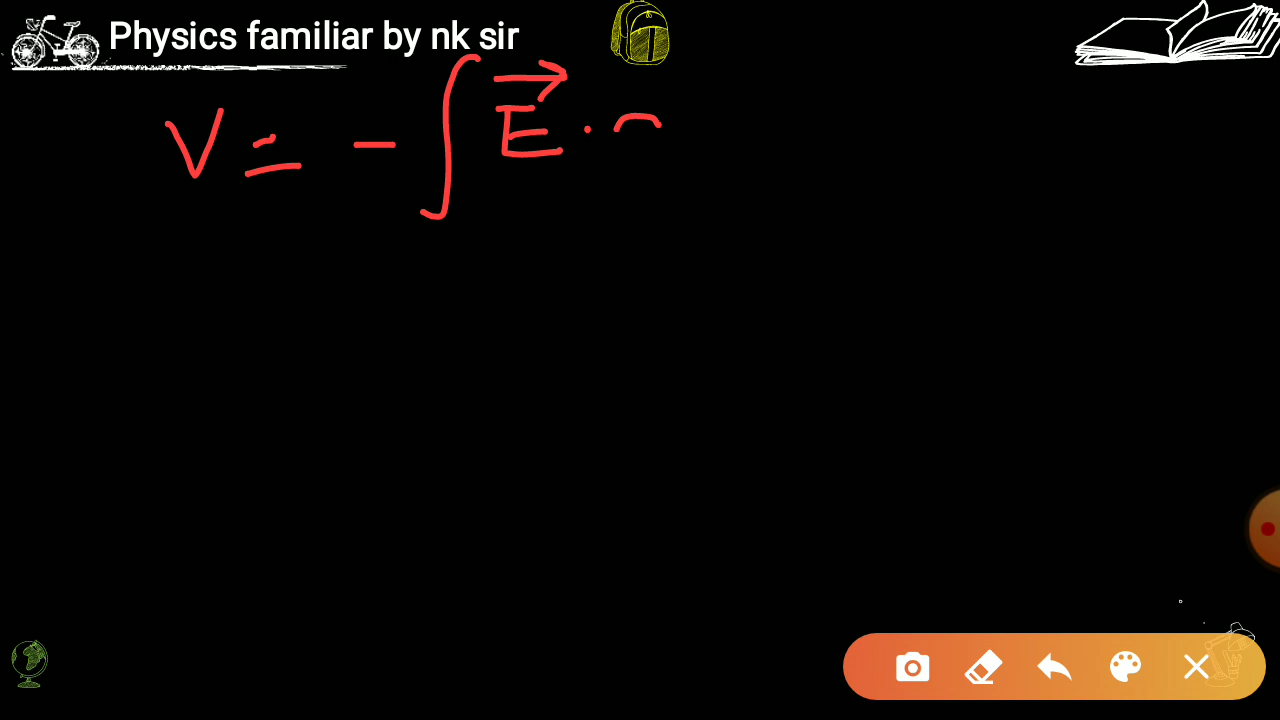 Physics familiar by nk sir
V = - ∫ E⃗ ·